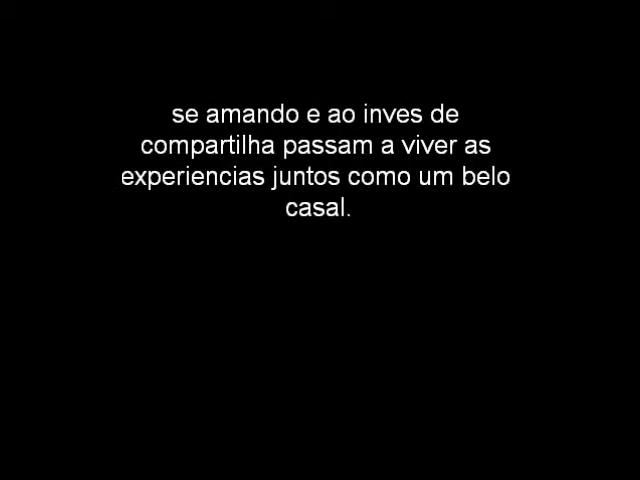 se amando e ao inves de
compartilha passam a viver as
experiencias juntos como um belo
casal.